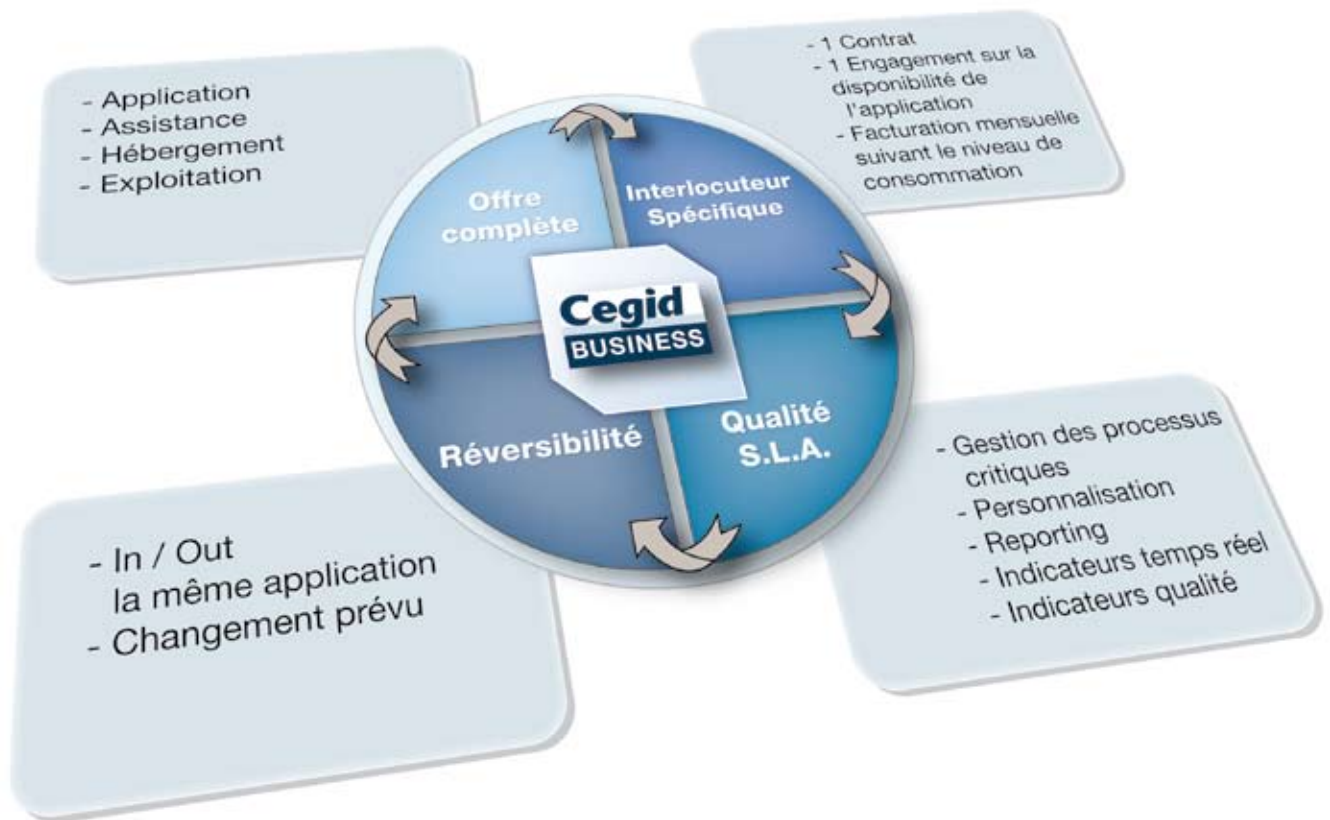 - Application
- Assistance
- Hébergement
- Exploitation
- 1 Contrat
- 1 Engagement sur la
disponibilité de
l'application
- Facturation mensuelle
suivant le niveau de
consommation
Offre
complète
Interlocuteur
Spécifique
Cegid
BUSINESS
Réversibilité
Qualité
S.L.A.
- In / Out
la même application
- Changement prévu
- Gestion des processus
critiques
- Personnalisation
- Reporting
- Indicateurs temps réel
- Indicateurs qualité